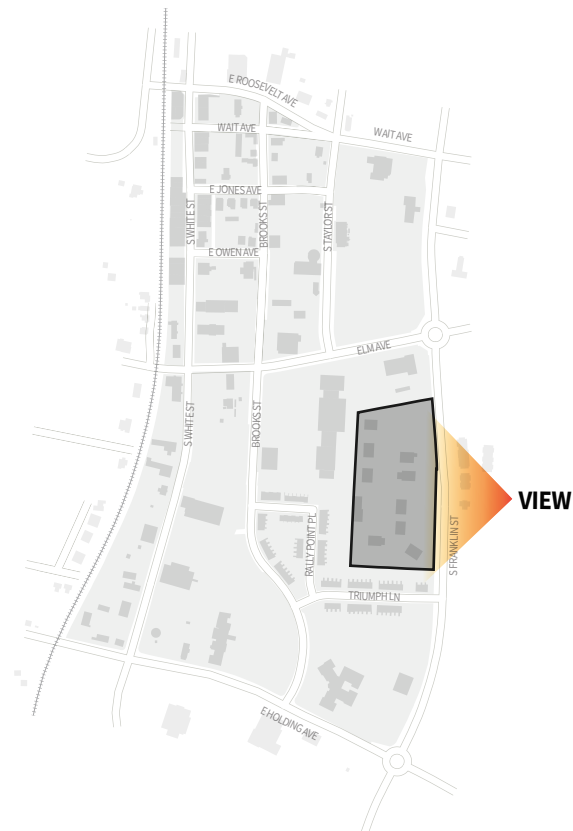 E ROOSEVELT AVE
WAIT AVE
WAIT AVE
E JONES AVE
S WHITE ST
BROOKS ST
S TAYLOR ST
E OWEN AVE
ELM AVE
S WHITE ST
BROOKS ST
VIEW
RALLY POINT PL
S FRANKLIN ST
TRIUMPH LN
E HOLDING AVE